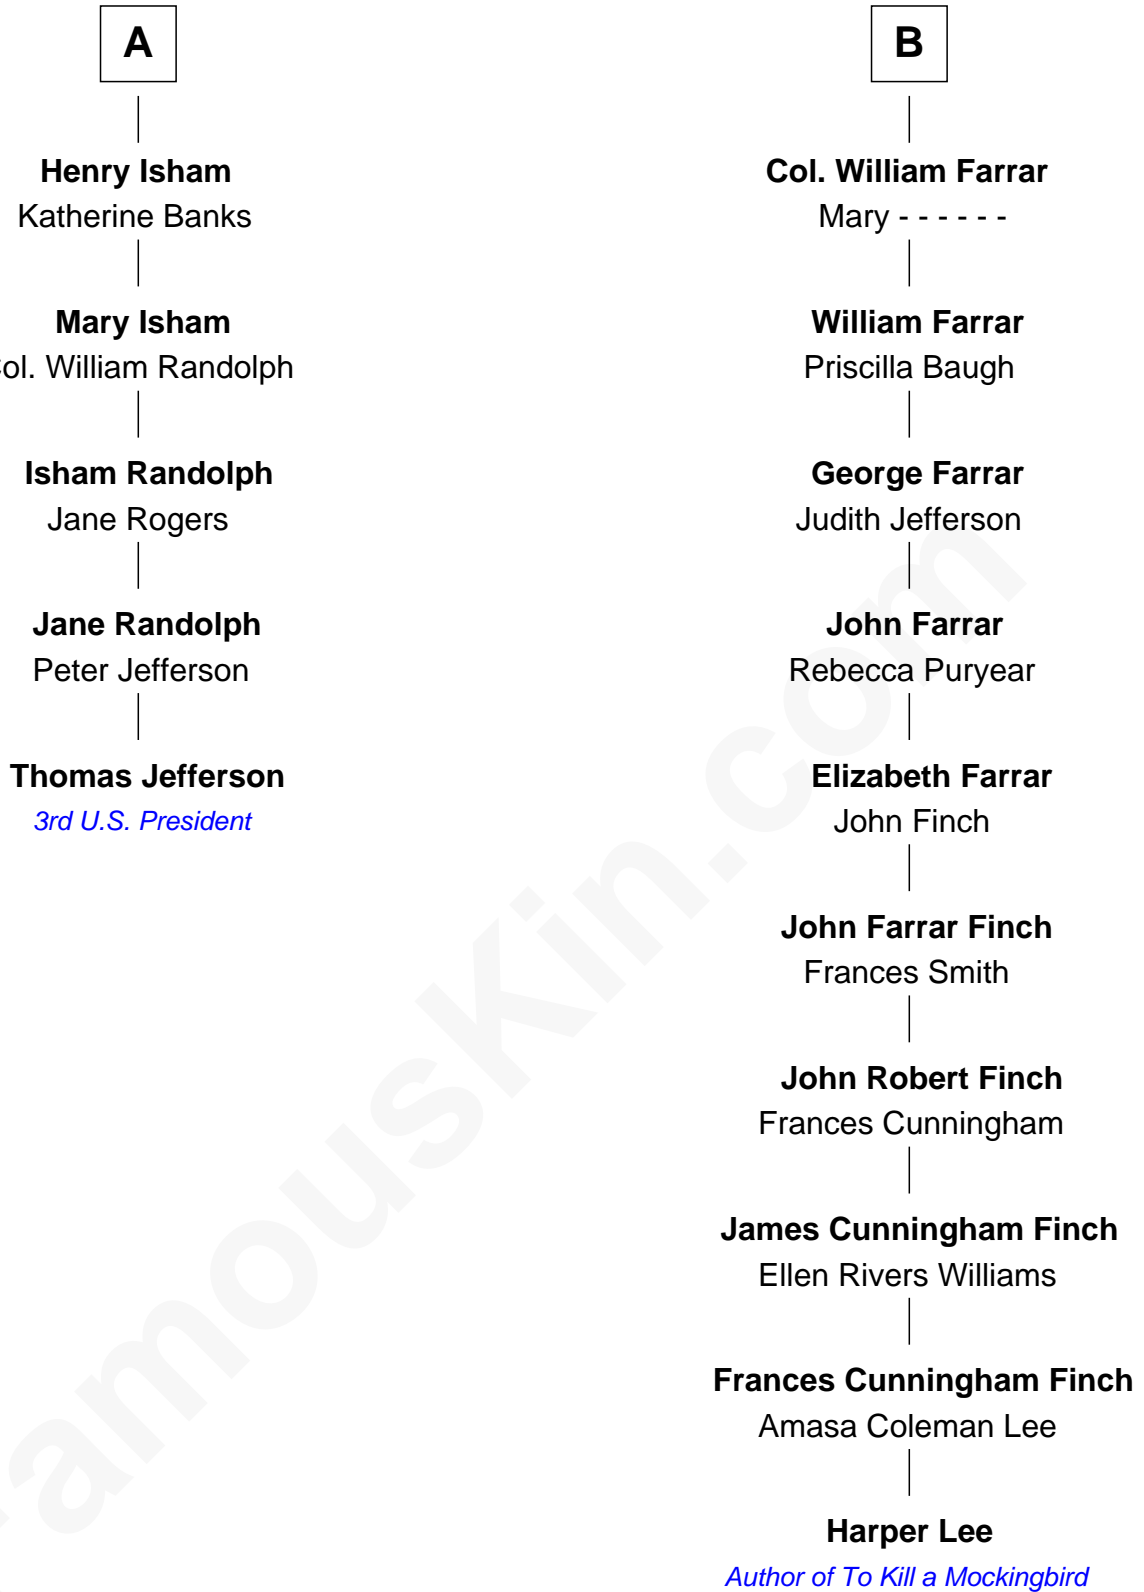 A
Henry Isham
Katherine Banks
Mary Isham
ol. William Randolph
Isham Randolph
Jane Rogers
Jane Randolph
Peter Jefferson
Thomas Jefferson
3rd U.S. President
B
Col. William Farrar
Mary - - - - - -
William Farrar
Priscilla Baugh
George Farrar
Judith Jefferson
John Farrar
Rebecca Puryear
Elizabeth Farrar
John Finch
John Farrar Finch
Frances Smith
John Robert Finch
Frances Cunningham
James Cunningham Finch
Ellen Rivers Williams
Frances Cunningham Finch
Amasa Coleman Lee
Harper Lee
Author of To Kill a Mockingbird
FamousKin.com